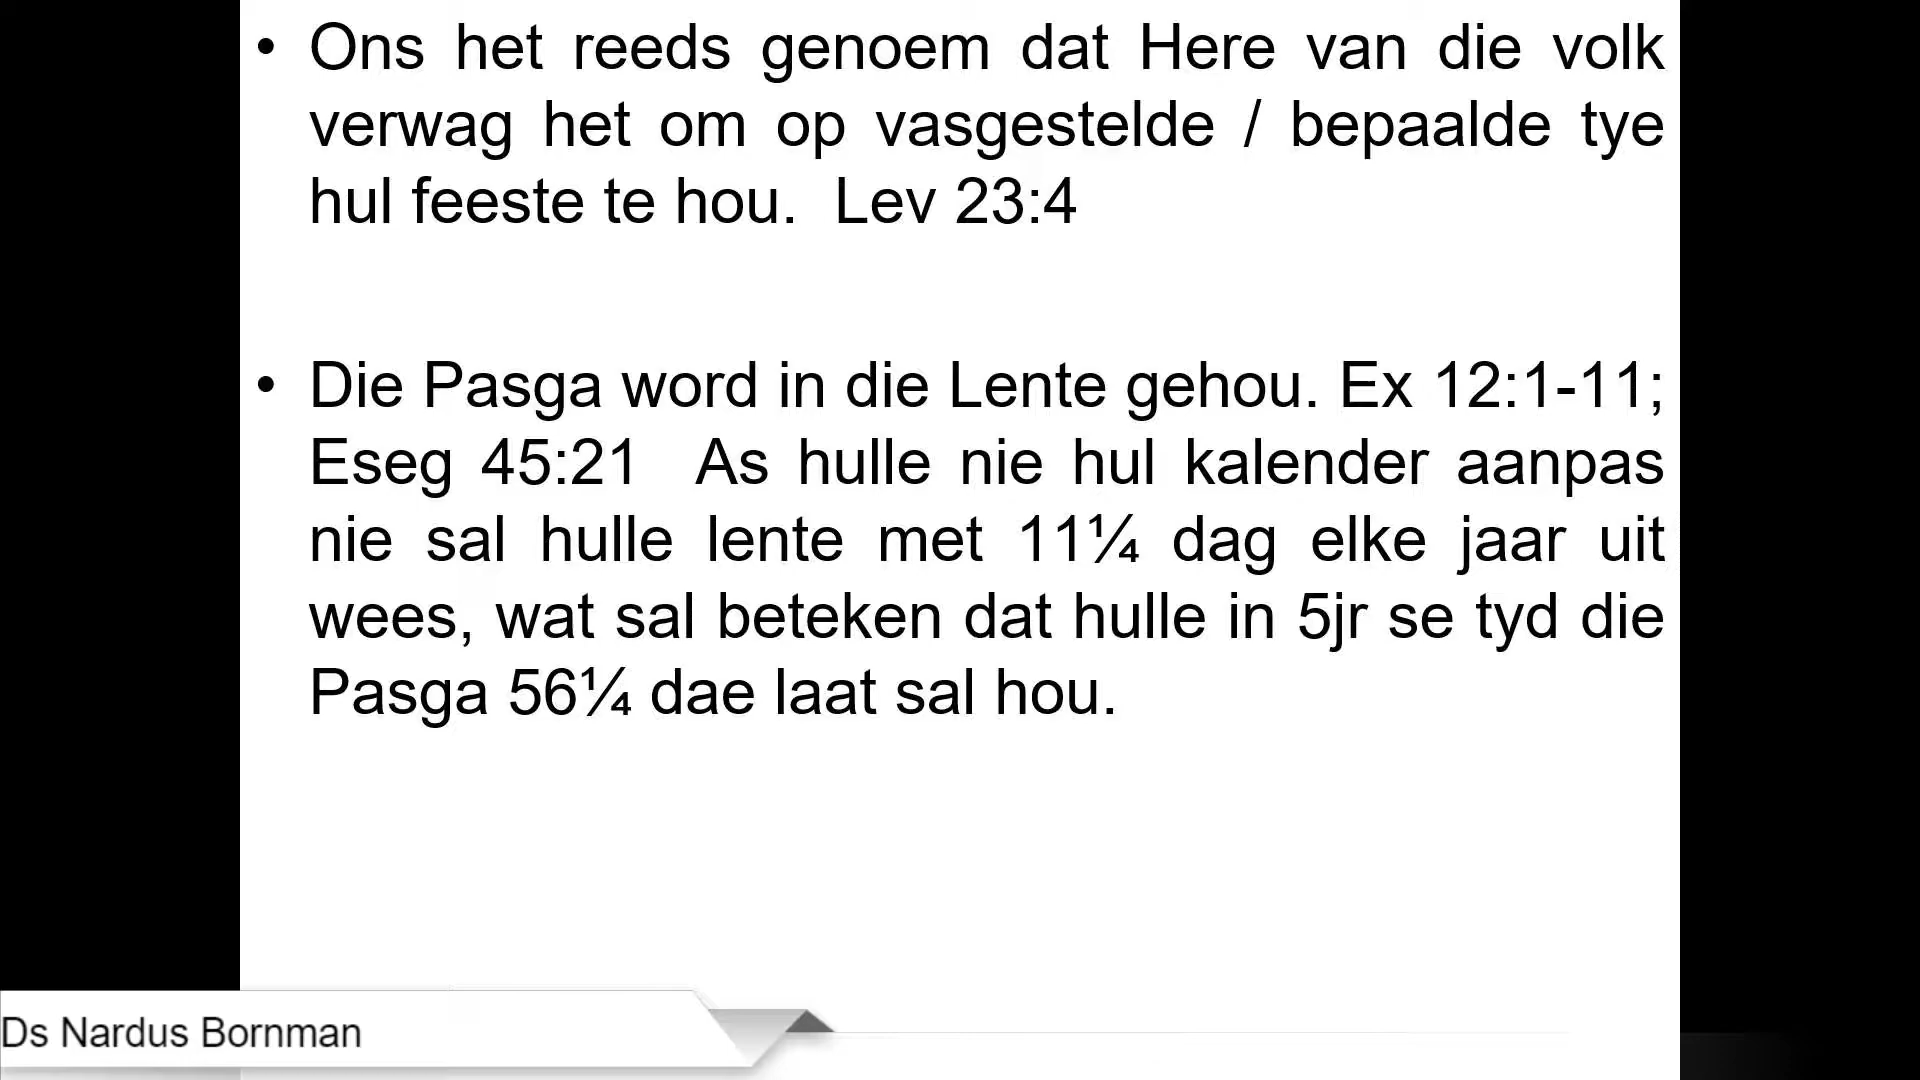 • Ons het reeds genoem dat Here van die volk
verwag het om op vasgestelde / bepaalde tye
hul feeste te hou.  Lev 23:4
• Die Pasga word in die Lente gehou. Ex 12:1-11;
Eseg 45:21  As hulle nie hul kalender aanpas
nie sal hulle lente met 11¼ dag elke jaar uit
wees, wat sal beteken dat hulle in 5jr se tyd die
Pasga 56¼ dae laat sal hou.
Ds Nardus Bornman